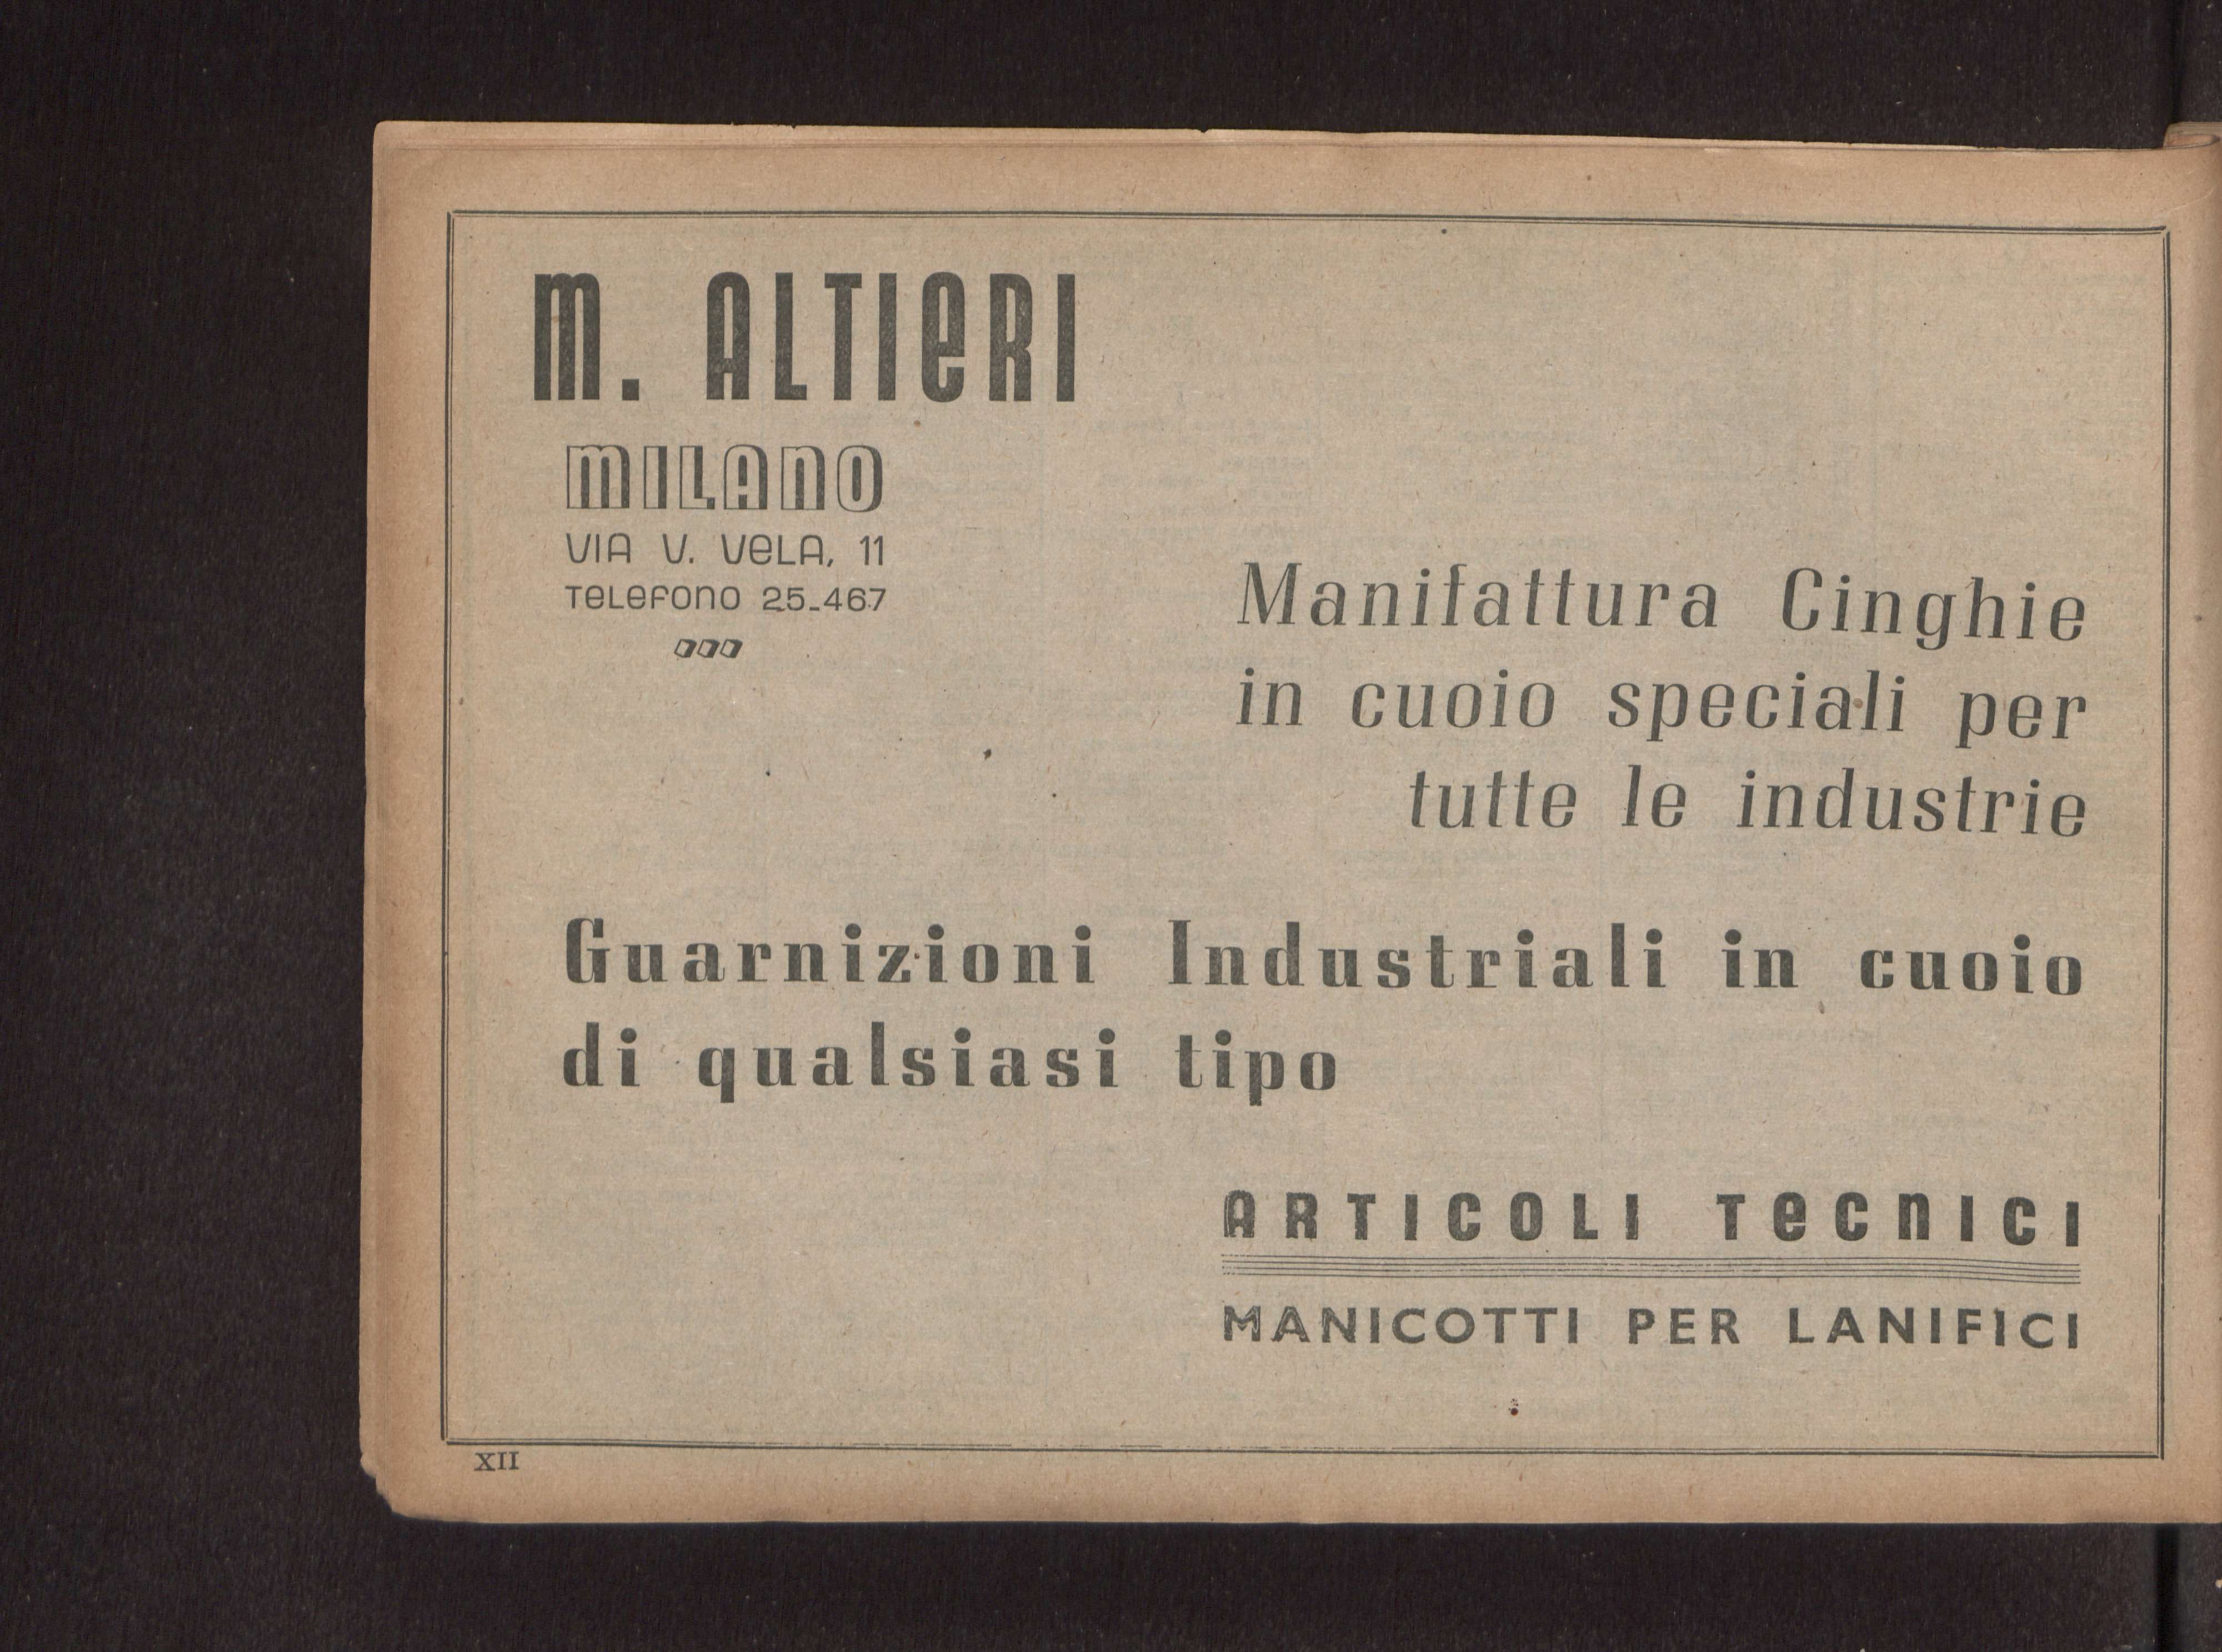 M. ALTIERI
MILANO
VIA V. VELA, 11
TELEFONO 25-467
Manifattura Cinghie
in cuoio speciali per
tutte le industrie
Guarnizioni Industriali in cuoio
di qualsiasi tipo
ARTICOLI TECNICI
MANICOTTI PER LANIFICI
XII